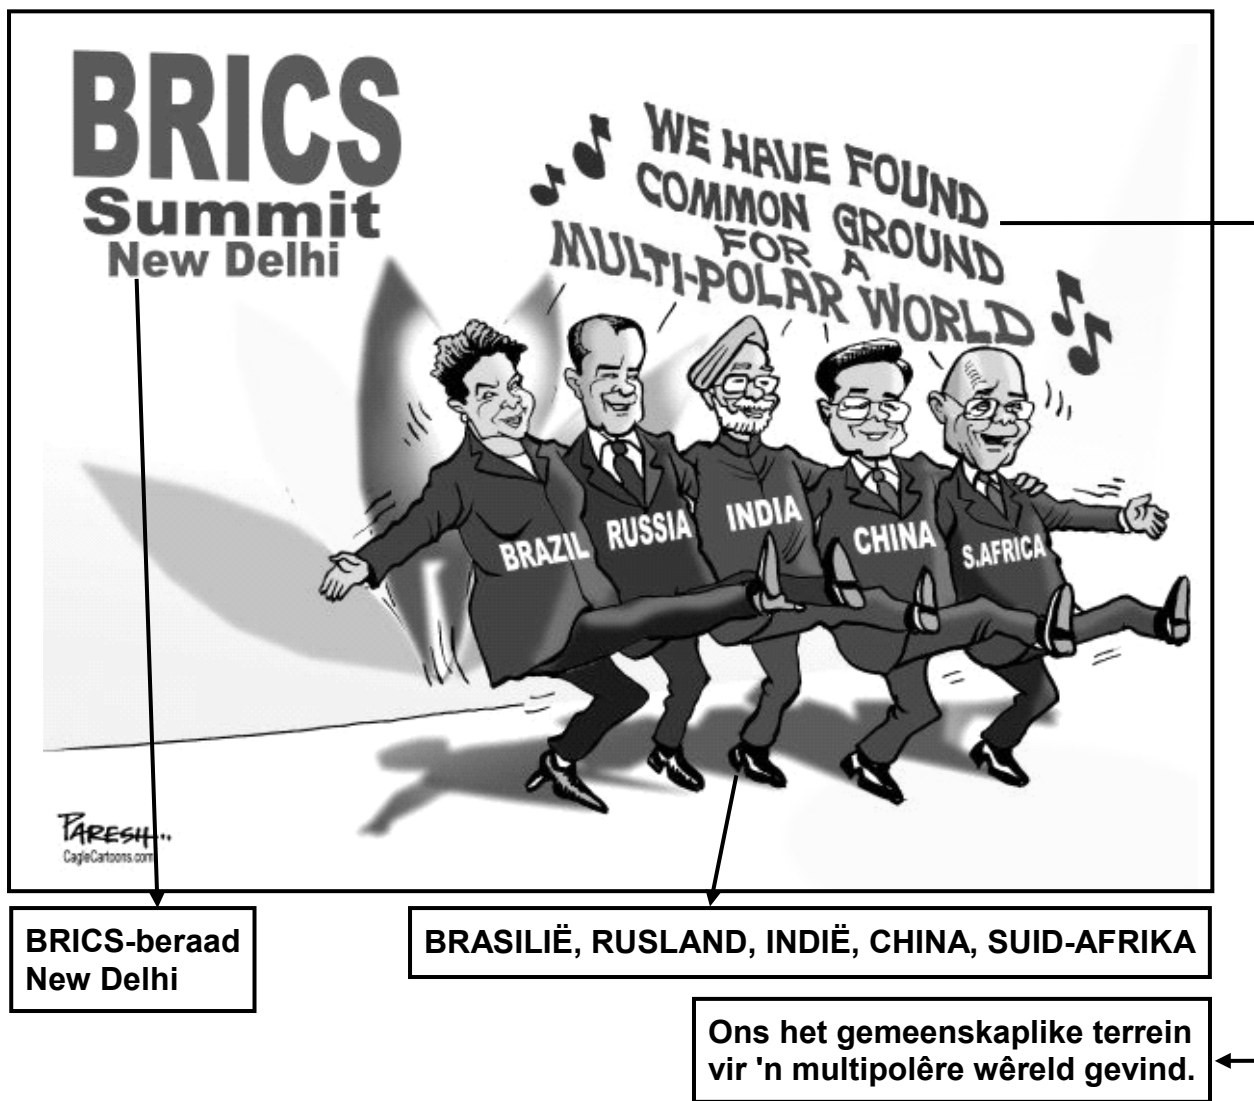 BRICS
Summit
New Delhi
WE HAVE FOUND
COMMON GROUND
FOR A
MULTI-POLAR WORLD
BRAZIL
RUSSIA
INDIA
CHINA
S.AFRICA
PARESH...
CagleCartoons.com
BRICS-beraad
New Delhi
BRASILIË, RUSLAND, INDIË, CHINA, SUID-AFRIKA
Ons het gemeenskaplike terrein
vir 'n multipolêre wêreld gevind.